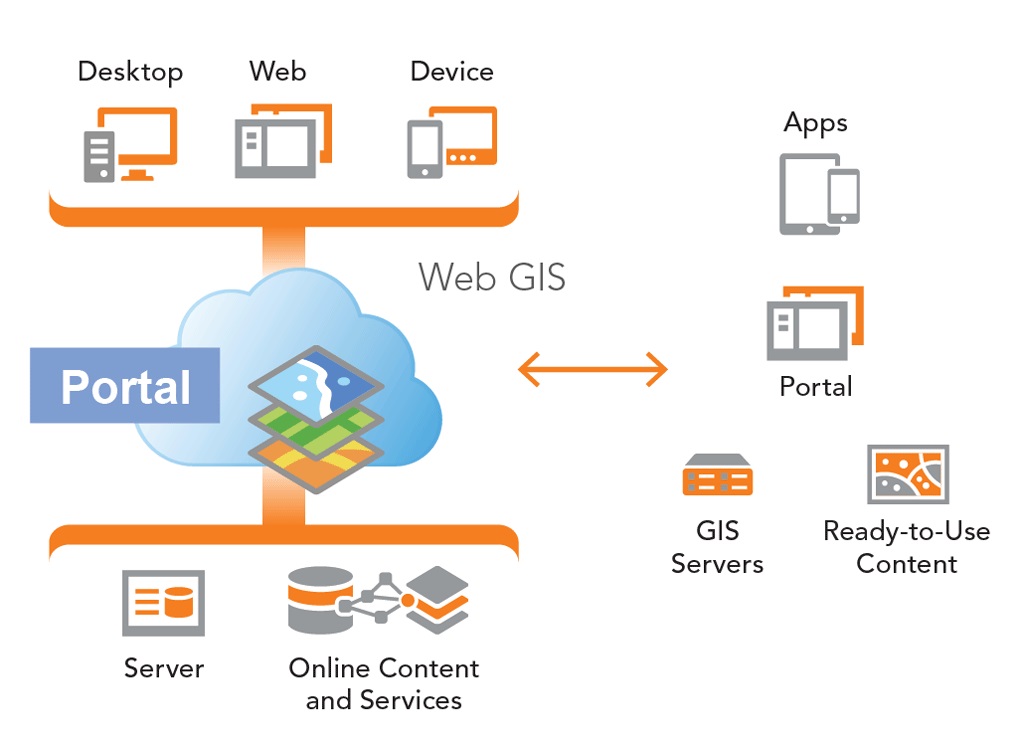 Desktop
Web
Device
Apps
Web GIS
Portal
Portal
GIS
Servers
Ready-to-Use
Content
Server
Online Content
and Services